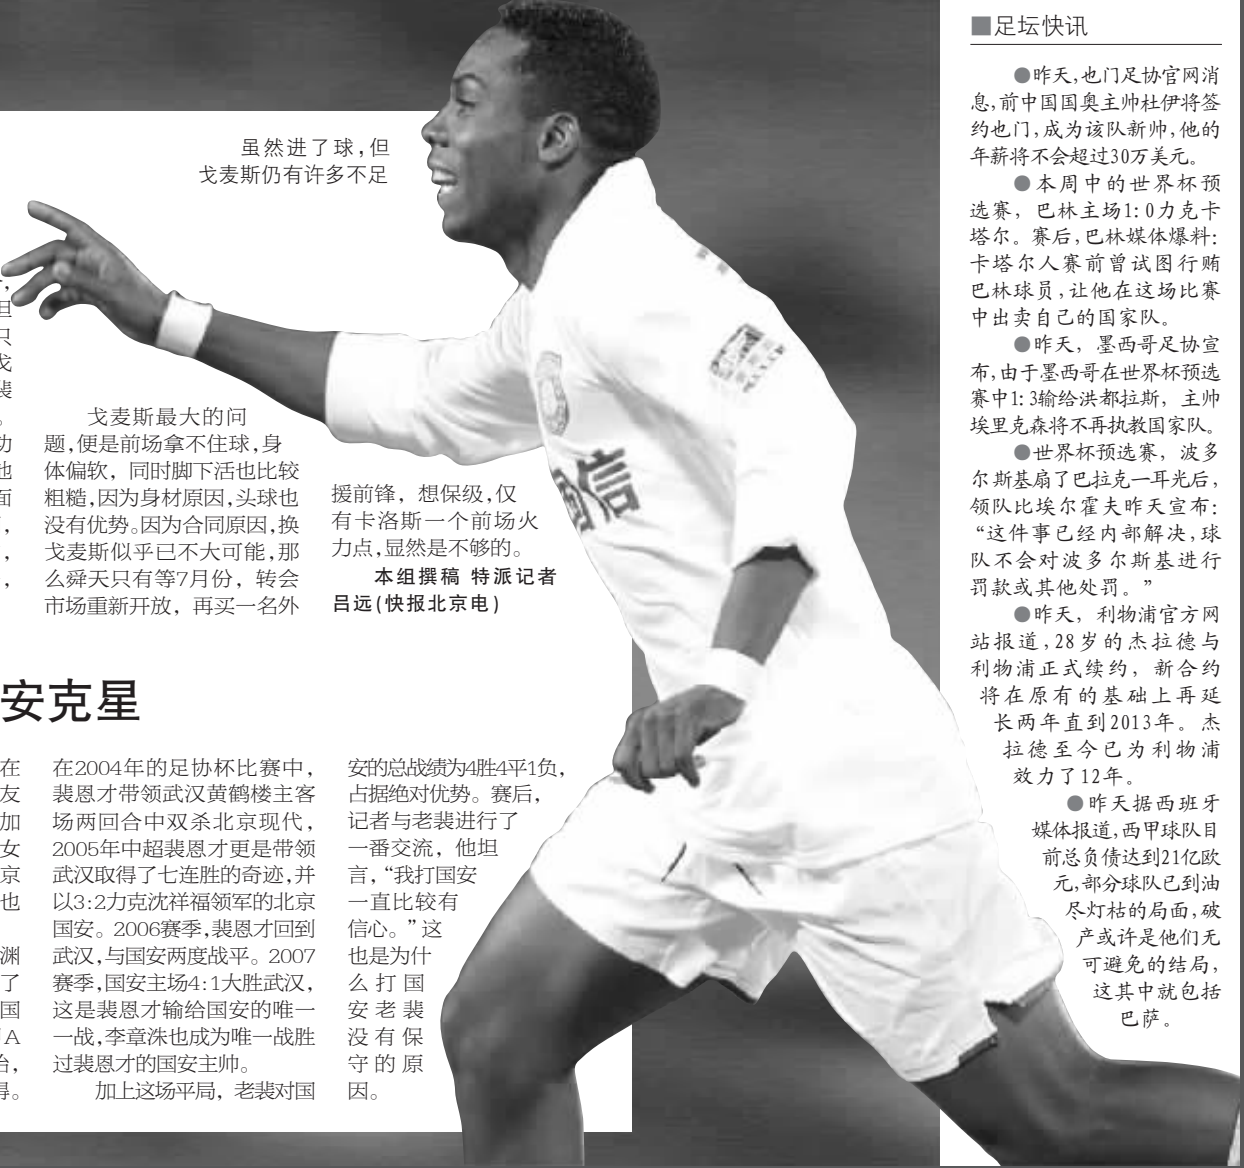 虽然进了球,但
戈麦斯仍有许多不足
旦
只
戈
裴
。
功
也
面
,
,
,
戈麦斯最大的问
题,便是前场拿不住球,身
体偏软，同时脚下活也比较
粗糙,因为身材原因,头球也
没有优势。因为合同原因,换
戈麦斯似乎已不大可能,那
么舜天只有等7月份，转会
市场重新开放，再买一名外
援前锋，想保级,仅
有卡洛斯一个前场火
力点,显然是不够的。
本组撰稿 特派记者
吕远(快报北京电)
国信
安克星
在
友
加
女
京
也
渊
了
国
A
台,
得。
在2004年的足协杯比赛中，
裴恩才带领武汉黄鹤楼主客
场两回合中双杀北京现代，
2005年中超裴恩才更是带领
武汉取得了七连胜的奇迹,并
以3:2力克沈祥福领军的北京
国安。2006赛季,裴恩才回到
武汉,与国安两度战平。2007
赛季,国安主场4:1大胜武汉，
这是裴恩才输给国安的唯一
一战,李章洙也成为唯一战胜
过裴恩才的国安主帅。
加上这场平局，老裴对国
安的总战绩为4胜4平1负，
占据绝对优势。赛后，
记者与老裴进行了
一番交流，他坦
言,“我打国安
一直比较有
信心。”这
也是为什
么打国
安老裴
没有保
守的原
因。
■足坛快讯
●昨天,也门足协官网消
息,前中国国奥主帅杜伊将签
约也门,成为该队新帅,他的
年薪将不会超过30万美元。
●本周中的世界杯预
选赛，巴林主场1:0力克卡
塔尔。赛后,巴林媒体爆料:
卡塔尔人赛前曾试图行贿
巴林球员,让他在这场比赛
中出卖自己的国家队。
●昨天，墨西哥足协宣
布,由于墨西哥在世界杯预选
赛中1:3输给洪都拉斯，主帅
埃里克森将不再执教国家队。
●世界杯预选赛，波多
尔斯基扇了巴拉克一耳光后，
领队比埃尔霍夫昨天宣布:
“这件事已经内部解决,球
队不会对波多尔斯基进行
罚款或其他处罚。”
●昨天，利物浦官方网
站报道,28岁的杰拉德与
利物浦正式续约，新合约
将在原有的基础上再延
长两年直到2013年。杰
拉德至今已为利物浦
效力了12年。
●昨天据西班牙
媒体报道,西甲球队目
前总负债达到21亿欧
元,部分球队已到油
尽灯枯的局面,破
产或许是他们无
可避免的结局，
这其中就包括
巴萨。